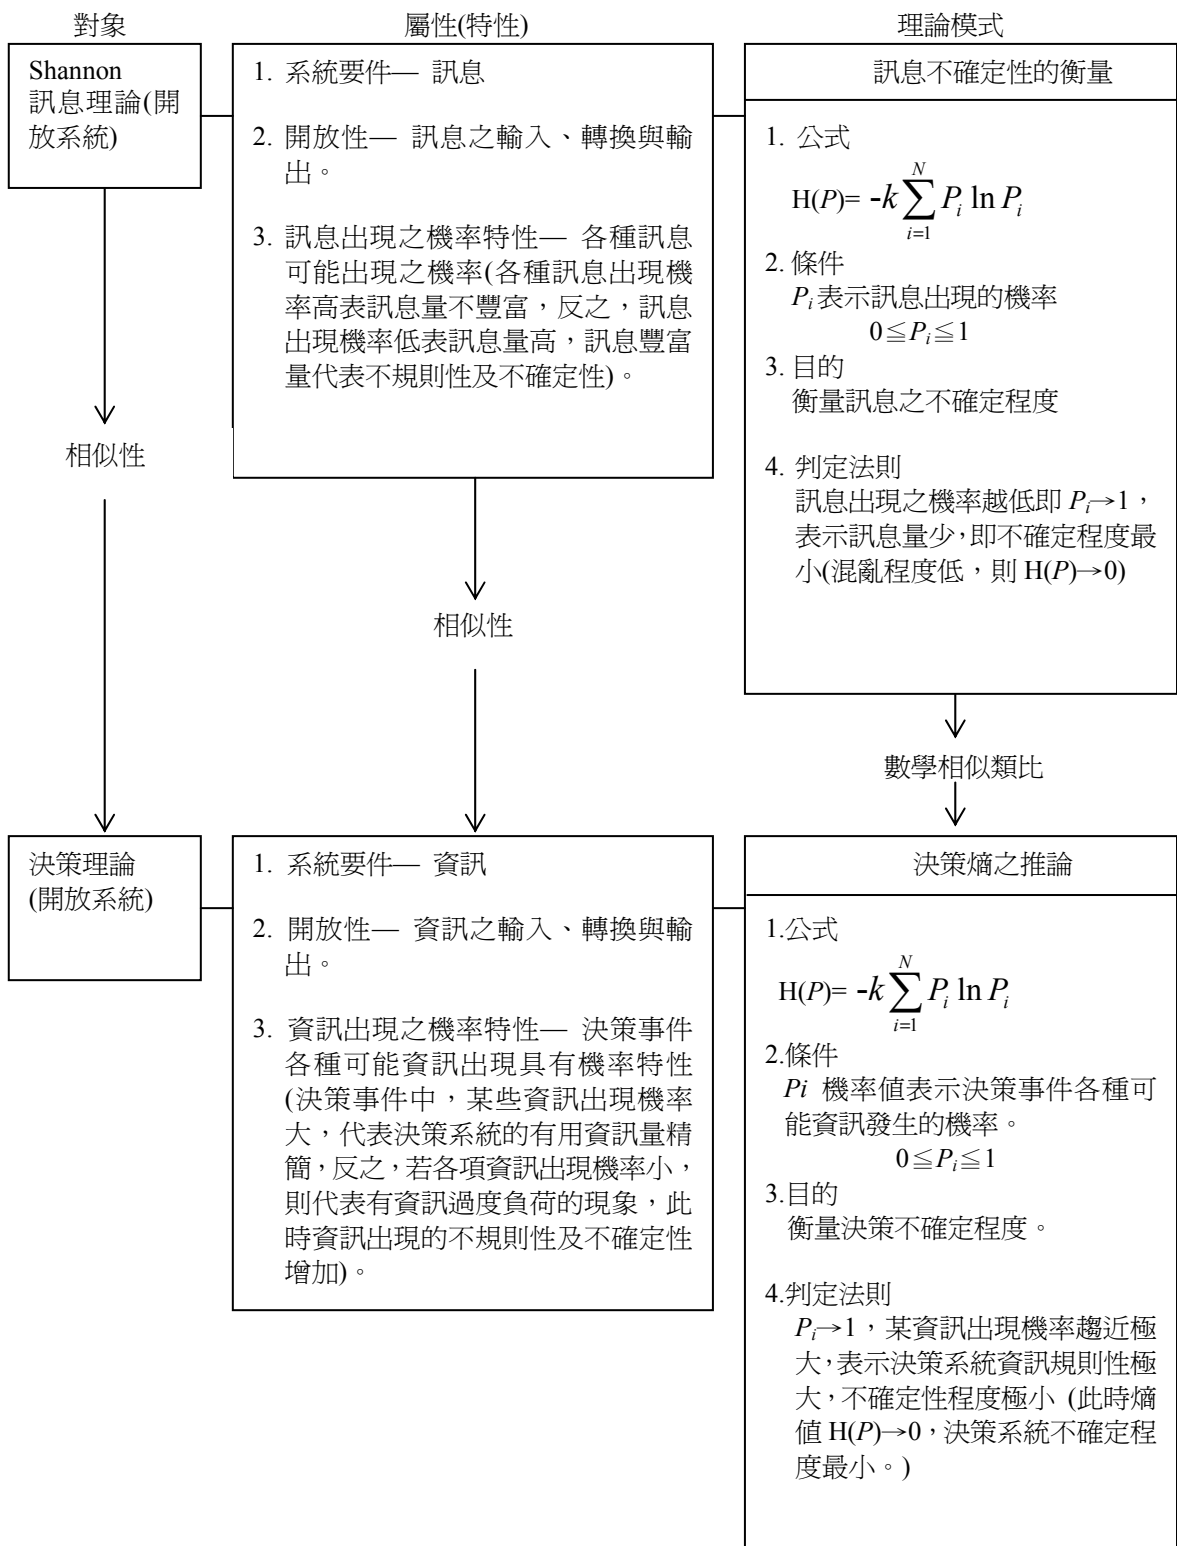 對象
屬性(特性)
理論模式
Shannon
訊息理論(開
放系統)
1. 系統要件— 訊息
2. 開放性— 訊息之輸入、轉換與輸
出。
3. 訊息出現之機率特性— 各種訊息
可能出現之機率(各種訊息出現機
率高表訊息量不豐富，反之，訊息
出現機率低表訊息量高，訊息豐富
量代表不規則性及不確定性)。
訊息不確定性的衡量
1. 公式
H(P)= -k∑_{i=1}^{N} P_i ln P_i
2. 條件
P_i 表示訊息出現的機率
0≦P_i≦1
3. 目的
衡量訊息之不確定程度
4. 判定法則
訊息出現之機率越低即 P_i→1，
表示訊息量少，即不確定程度最
小(混亂程度低，則 H(P)→0)
相似性
相似性
數學相似類比
決策理論
(開放系統)
1. 系統要件— 資訊
2. 開放性— 資訊之輸入、轉換與輸
出。
3. 資訊出現之機率特性— 決策事件
各種可能資訊出現具有機率特性
(決策事件中，某些資訊出現機率
大，代表決策系統的有用資訊量精
簡，反之，若各項資訊出現機率小，
則代表有資訊過度負荷的現象，此
時資訊出現的不規則性及不確定性
增加)。
決策熵之推論
1.公式
H(P)= -k∑_{i=1}^{N} P_i ln P_i
2.條件
Pi 機率值表示決策事件各種可
能資訊發生的機率。
0≦P_i≦1
3.目的
衡量決策不確定程度。
4.判定法則
P_i→1，某資訊出現機率趨近極
大，表示決策系統資訊規則性極
大，不確定性程度極小 (此時熵
值 H(P)→0，決策系統不確定程
度最小。)